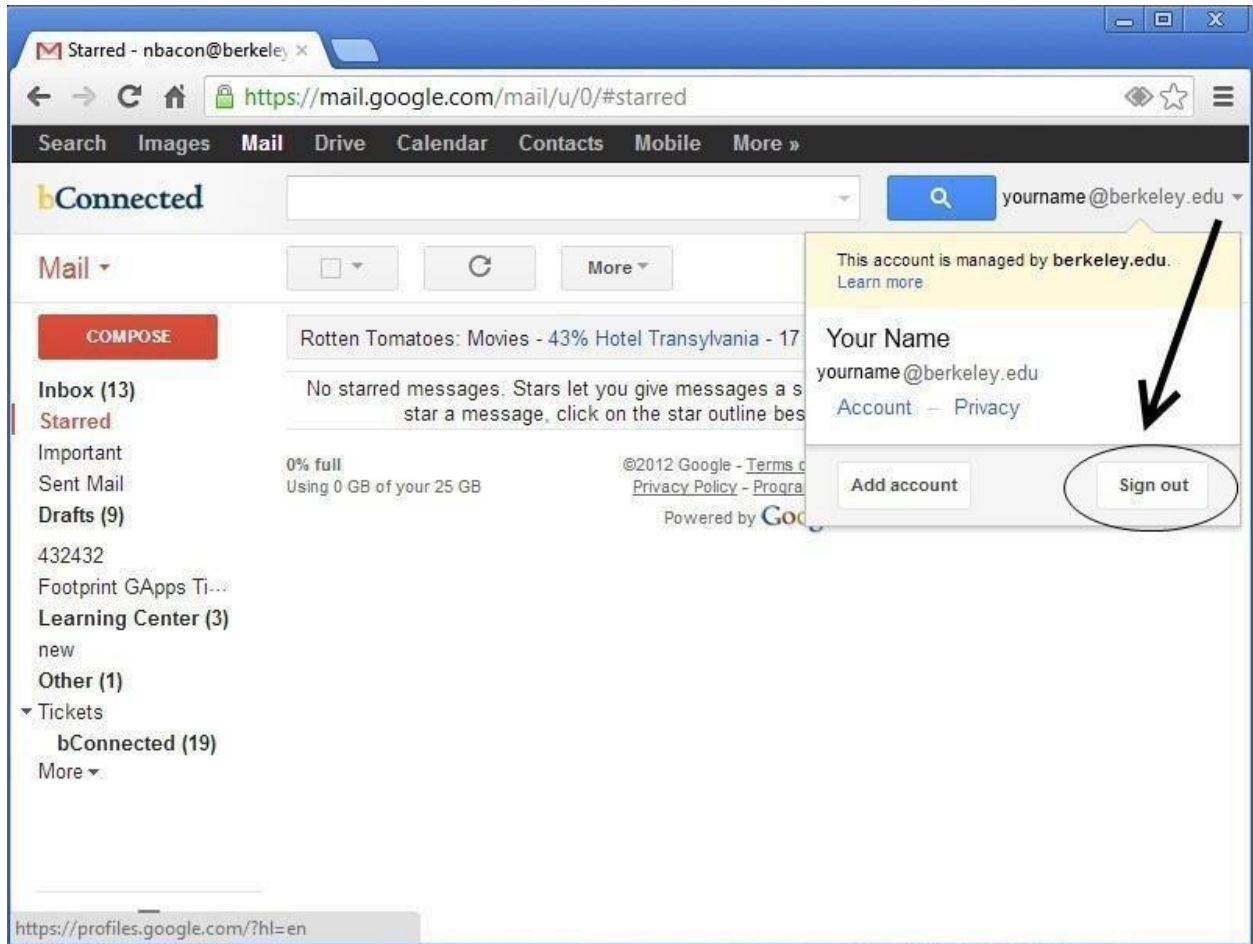 Starred - nbacon@berkeley ×
https://mail.google.com/mail/u/0/#starred
Search Images Mail Drive Calendar Contacts Mobile More »
bConnected
yourname@berkeley.edu
Mail
More
This account is managed by berkeley.edu.
Learn more
COMPOSE
Rotten Tomatoes: Movies - 43% Hotel Transylvania - 17
Your Name
yourname@berkeley.edu
Account – Privacy
Inbox (13)
No starred messages. Stars let you give messages a s
Starred
star a message, click on the star outline bes
Important
Sent Mail
Drafts (9)
0% full
Using 0 GB of your 25 GB
©2012 Google - Terms
Privacy Policy - Progra
Powered by Goo
Add account
Sign out
432432
Footprint GApps Ti...
Learning Center (3)
new
Other (1)
Tickets
bConnected (19)
More
https://profiles.google.com/?hl=en